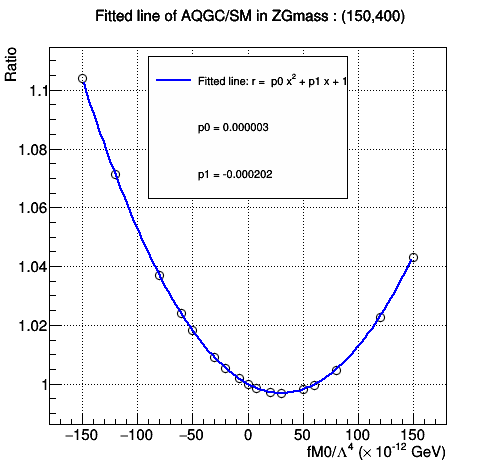 Fitted line of AQGC/SM in ZGmass : (150,400)
Ratio
Fitted line: r = p0 x² + p1 x + 1
p0 = 0.000003
p1 = -0.000202
1.1
1.08
1.06
1.04
1.02
1
−150 −100 −50 0 50 100 150
fM0/Λ⁴ (× 10⁻¹² GeV)